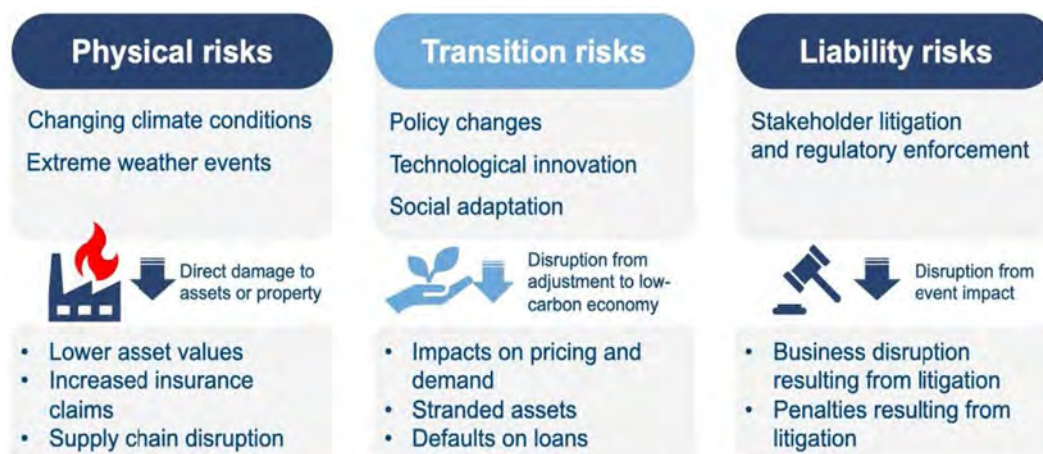 Physical risks
Changing climate conditions
Extreme weather events
Direct damage to
assets or property
• Lower asset values
• Increased insurance
claims
• Supply chain disruption
Transition risks
Policy changes
Technological innovation
Social adaptation
Disruption from
adjustment to low-
carbon economy
• Impacts on pricing and
demand
• Stranded assets
• Defaults on loans
Liability risks
Stakeholder litigation
and regulatory enforcement
Disruption from
event impact
• Business disruption
resulting from litigation
• Penalties resulting from
litigation